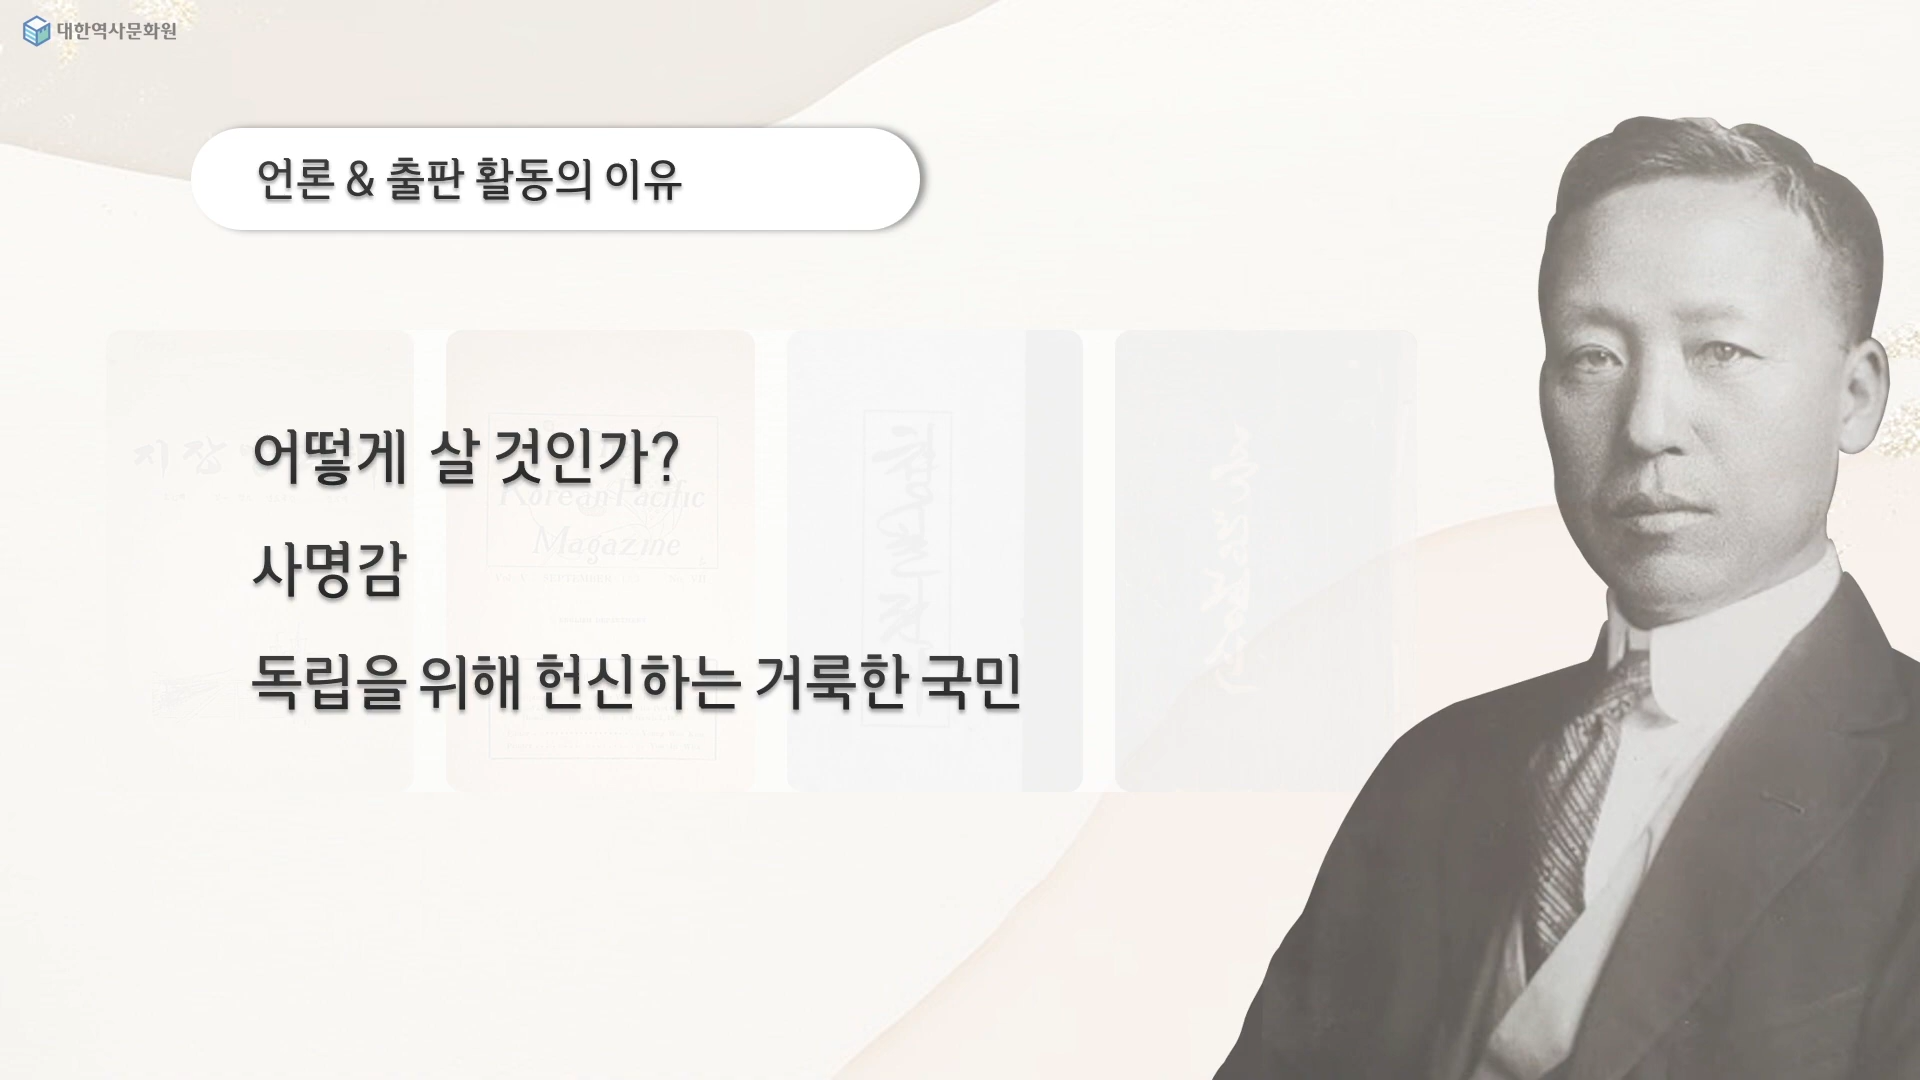 대한역사문화원
언론 & 출판 활동의 이유
어떻게 살 것인가?
사명감
독립을 위해 헌신하는 거룩한 국민
Korean Pacific
Magazine